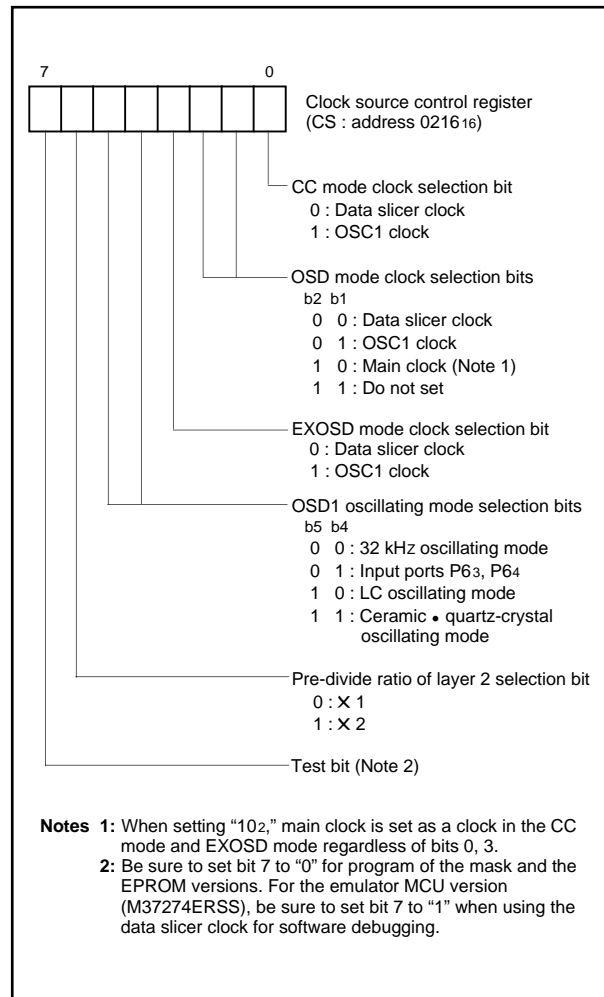 7 0
Clock source control register
(CS : address 021616)
CC mode clock selection bit
0 : Data slicer clock
1 : OSC1 clock
OSD mode clock selection bits
b2 b1
0 0 : Data slicer clock
0 1 : OSC1 clock
1 0 : Main clock (Note 1)
1 1 : Do not set
EXOSD mode clock selection bit
0 : Data slicer clock
1 : OSC1 clock
OSD1 oscillating mode selection bits
b5 b4
0 0 : 32 kHz oscillating mode
0 1 : Input ports P63, P64
1 0 : LC oscillating mode
1 1 : Ceramic • quartz-crystal
oscillating mode
Pre-divide ratio of layer 2 selection bit
0 : × 1
1 : × 2
Test bit (Note 2)
Notes 1: When setting “102,” main clock is set as a clock in the CC
mode and EXOSD mode regardless of bits 0, 3.
2: Be sure to set bit 7 to “0” for program of the mask and the
EPROM versions. For the emulator MCU version
(M37274ERSS), be sure to set bit 7 to “1” when using the
data slicer clock for software debugging.